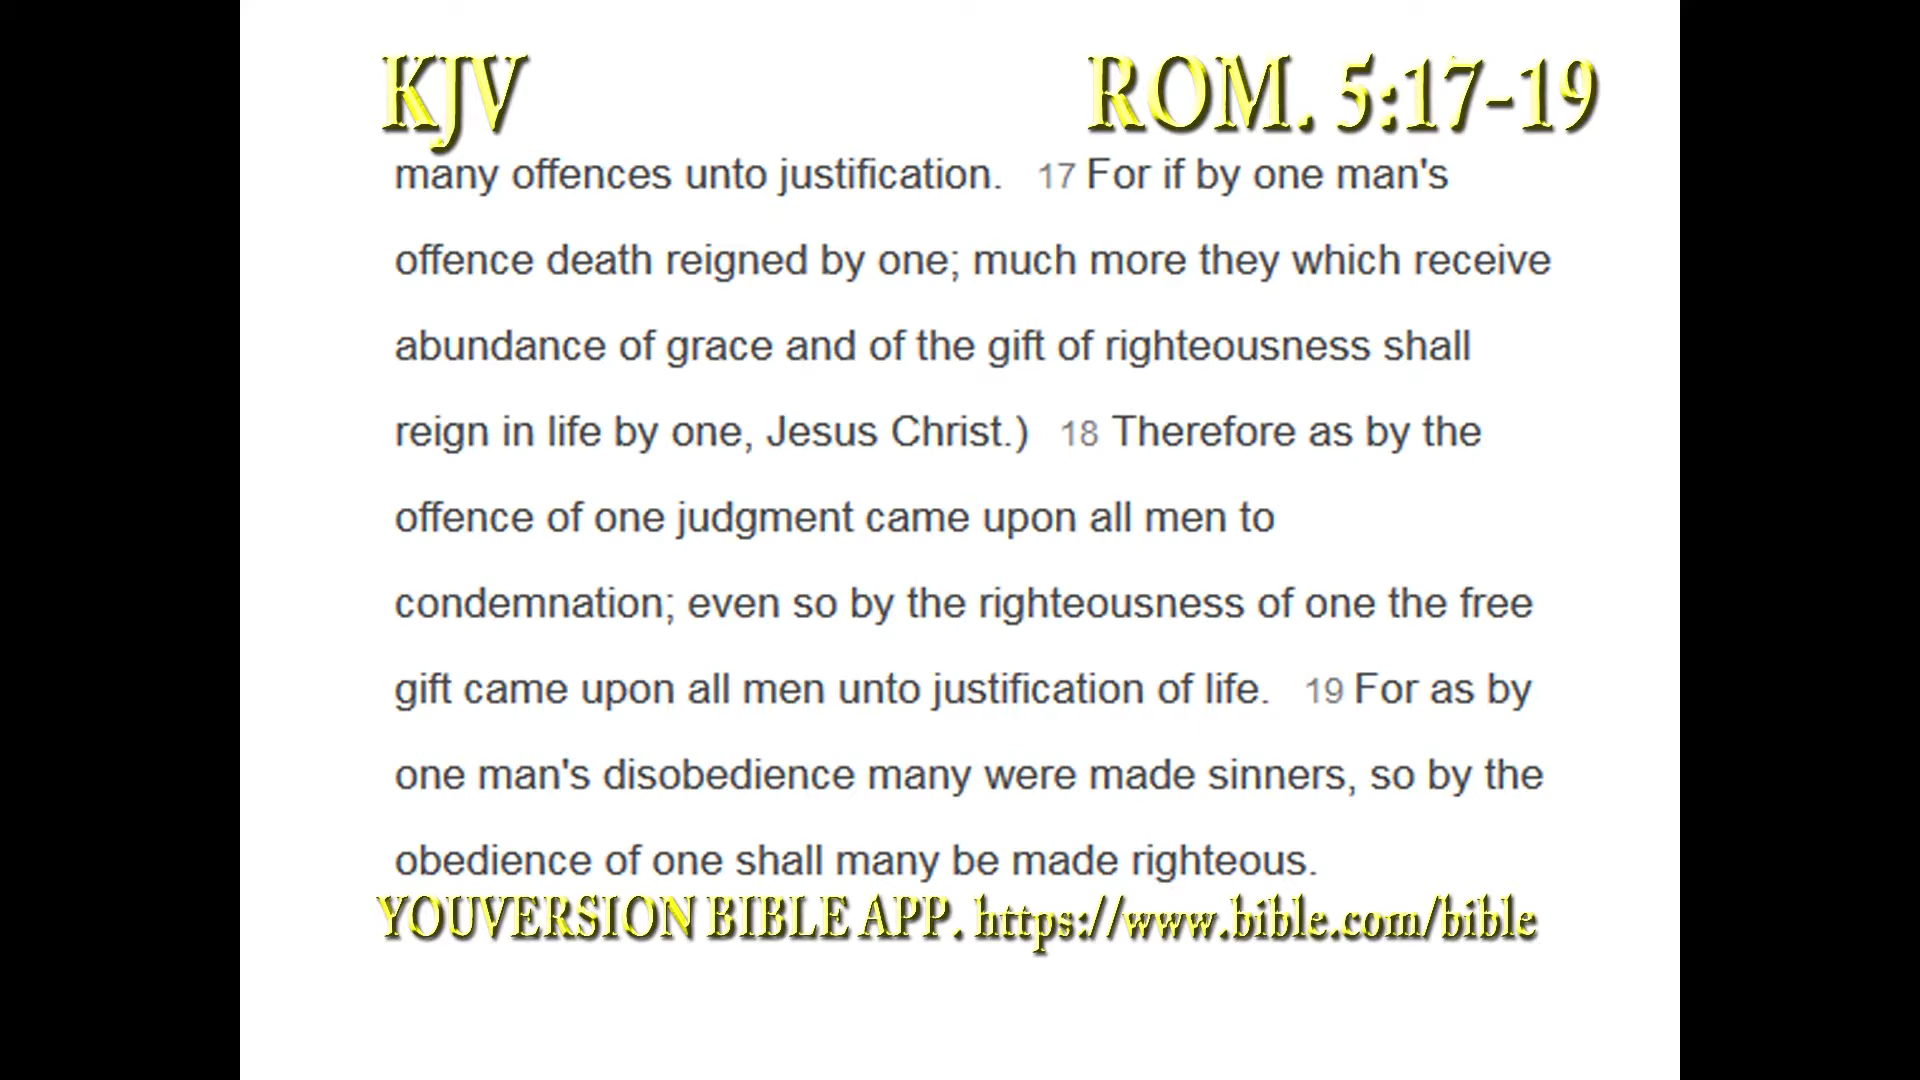 KJV ROM. 5:17-19
many offences unto justification. 17 For if by one man's
offence death reigned by one; much more they which receive
abundance of grace and of the gift of righteousness shall
reign in life by one, Jesus Christ.) 18 Therefore as by the
offence of one judgment came upon all men to
condemnation; even so by the righteousness of one the free
gift came upon all men unto justification of life. 19 For as by
one man's disobedience many were made sinners, so by the
obedience of one shall many be made righteous.
YOUVERSION BIBLE APP. https://www.bible.com/bible